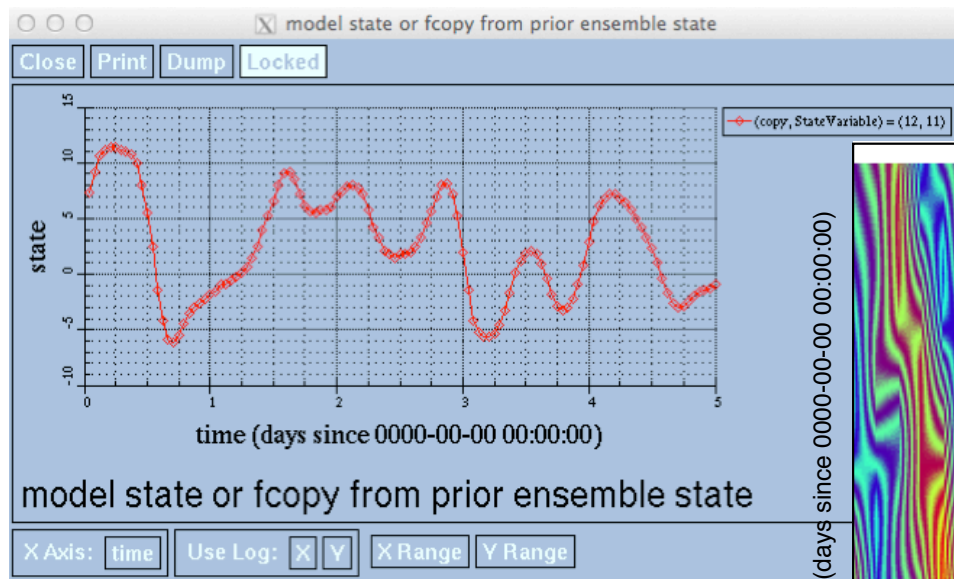 model state or fcopy from prior ensemble state
Close Print Dump Locked
15
10
5
0
-5
-10
state
0 1 2 3 4 5
time (days since 0000-00-00 00:00:00)
(copy, StateVariable) = (12, 11)
model state or fcopy from prior ensemble state
X Axis: time Use Log: X Y X Range Y Range
(days since 0000-00-00 00:00:00)